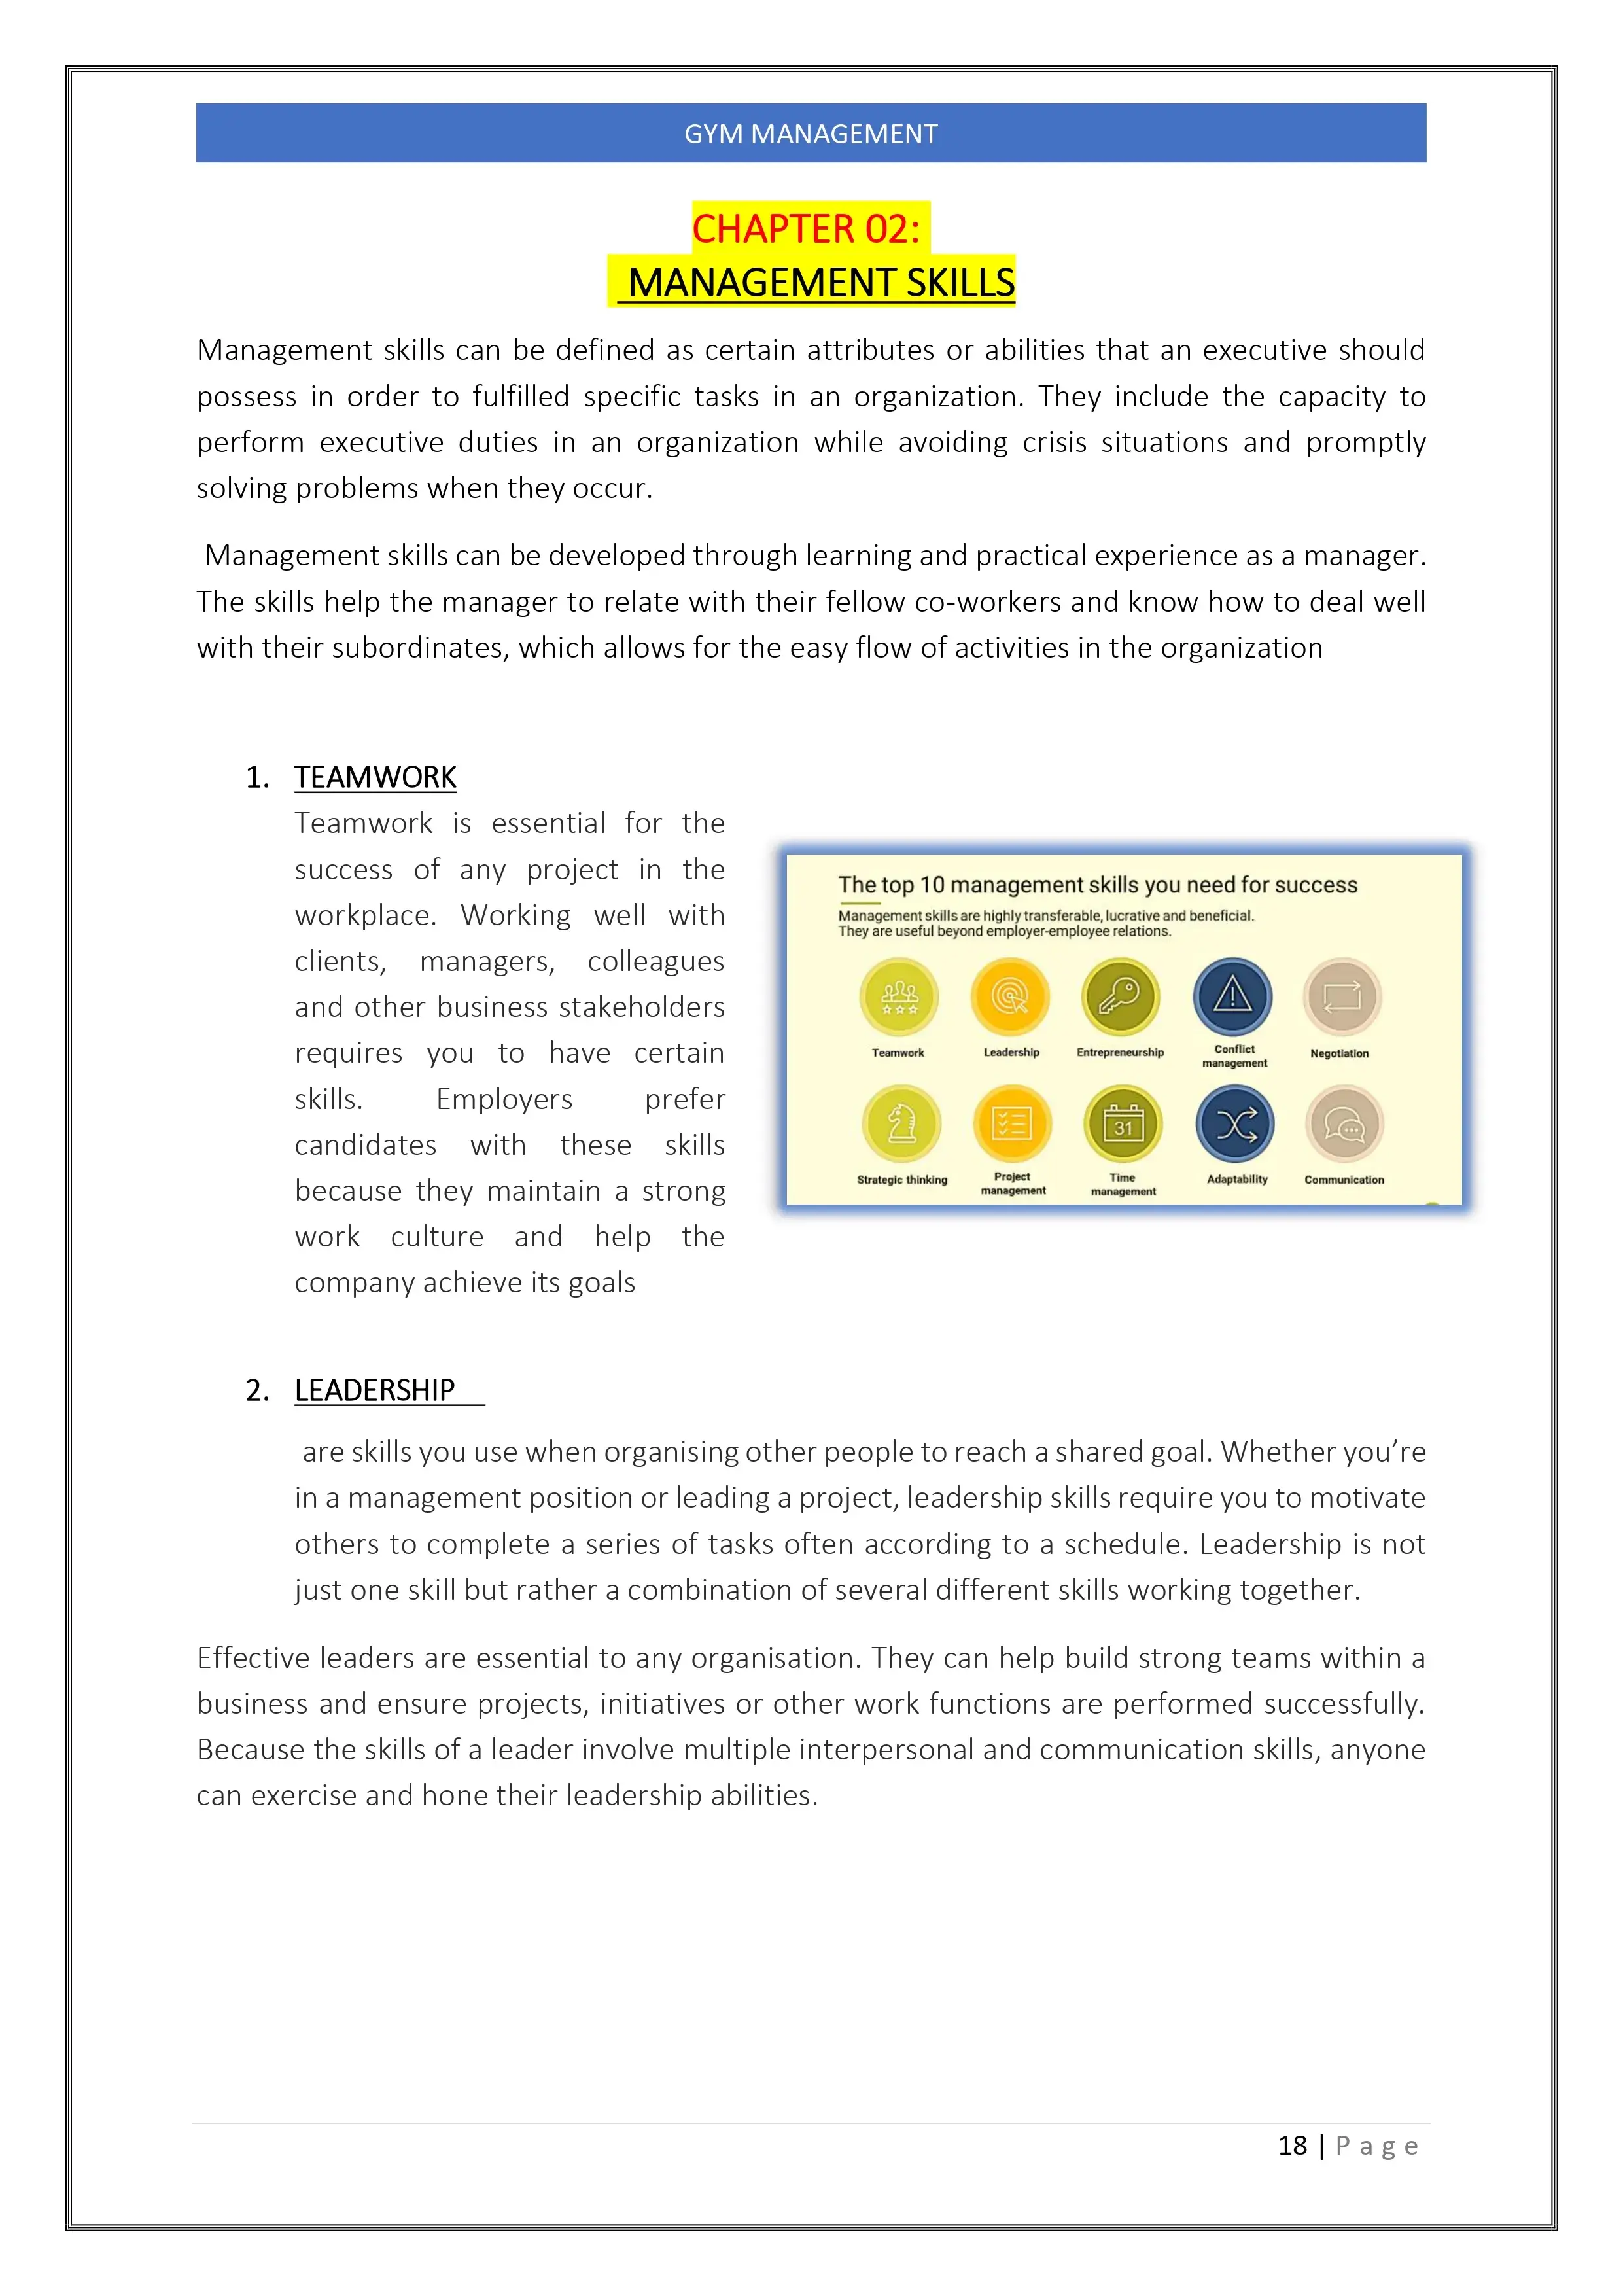 GYM MANAGEMENT
CHAPTER 02:
MANAGEMENT SKILLS
Management skills can be defined as certain attributes or abilities that an executive should
possess in order to fulfilled specific tasks in an organization. They include the capacity to
perform executive duties in an organization while avoiding crisis situations and promptly
solving problems when they occur.
Management skills can be developed through learning and practical experience as a manager.
The skills help the manager to relate with their fellow co-workers and know how to deal well
with their subordinates, which allows for the easy flow of activities in the organization
1. TEAMWORK
Teamwork is essential for the
success of any project in the
workplace. Working well with
clients, managers, colleagues
and other business stakeholders
requires you to have certain
skills. Employers prefer
candidates with these skills
because they maintain a strong
work culture and help the
company achieve its goals
The top 10 management skills you need for success
Management skills are highly transferable, lucrative and beneficial.
They are useful beyond employer-employee relations.
Teamwork
Leadership
Entrepreneurship
Conflict
management
Negotiation
31
Strategic thinking
Project
management
Time
management
Adaptability
Communication
2. LEADERSHIP
are skills you use when organising other people to reach a shared goal. Whether you’re
in a management position or leading a project, leadership skills require you to motivate
others to complete a series of tasks often according to a schedule. Leadership is not
just one skill but rather a combination of several different skills working together.
Effective leaders are essential to any organisation. They can help build strong teams within a
business and ensure projects, initiatives or other work functions are performed successfully.
Because the skills of a leader involve multiple interpersonal and communication skills, anyone
can exercise and hone their leadership abilities.
18 | Page